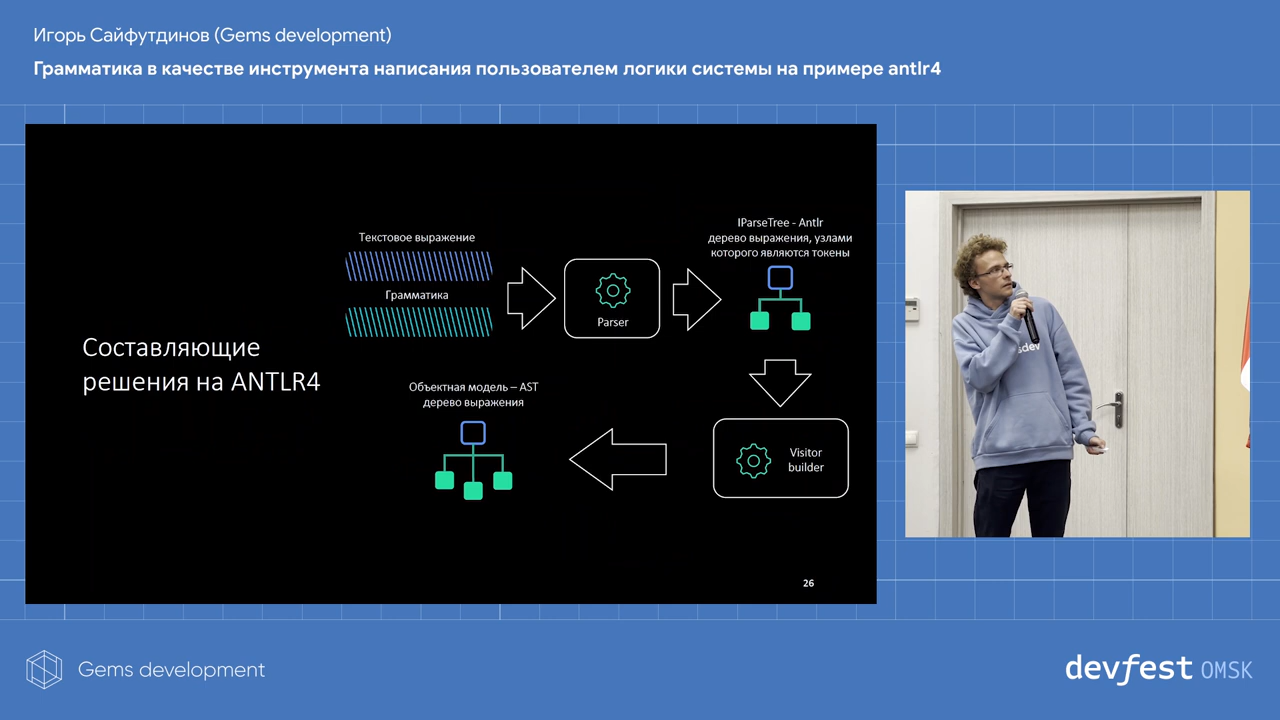 Игорь Сайфутдинов (Gems development)
Грамматика в качестве инструмента написания пользователем логики системы на примере antlr4
Составляющие
решения на ANTLR4
Текстовое выражение
Грамматика
Parser
IParseTree - Antlr
дерево выражения, узлами
которого являются токены
Visitor
builder
Объектная модель – AST
дерево выражения
26
sdev
Gems development
devfest OMSK